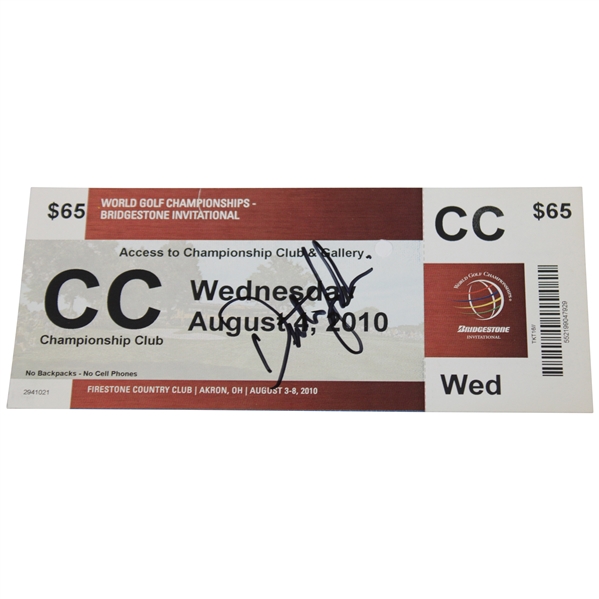 $65
WORLD GOLF CHAMPIONSHIPS -
BRIDGESTONE INVITATIONAL
Access to Championship Club & Gallery
CC
Championship Club
Wednesday
August 4, 2010
No Backpacks - No Cell Phones
2941021
FIRESTONE COUNTRY CLUB | AKRON, OH | AUGUST 3-8, 2010
CC
$65
WORLD GOLF CHAMPIONSHIPS
BRIDGESTONE
INVITATIONAL
Wed
552199047929